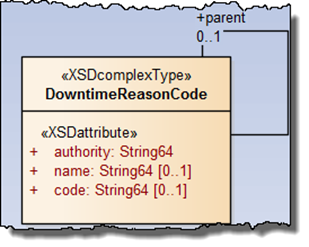 +parent
0..1
«XSDcomplexType»
DowntimeReasonCode
«XSDattribute»
+ authority: String64
+ name: String64 [0..1]
+ code: String64 [0..1]